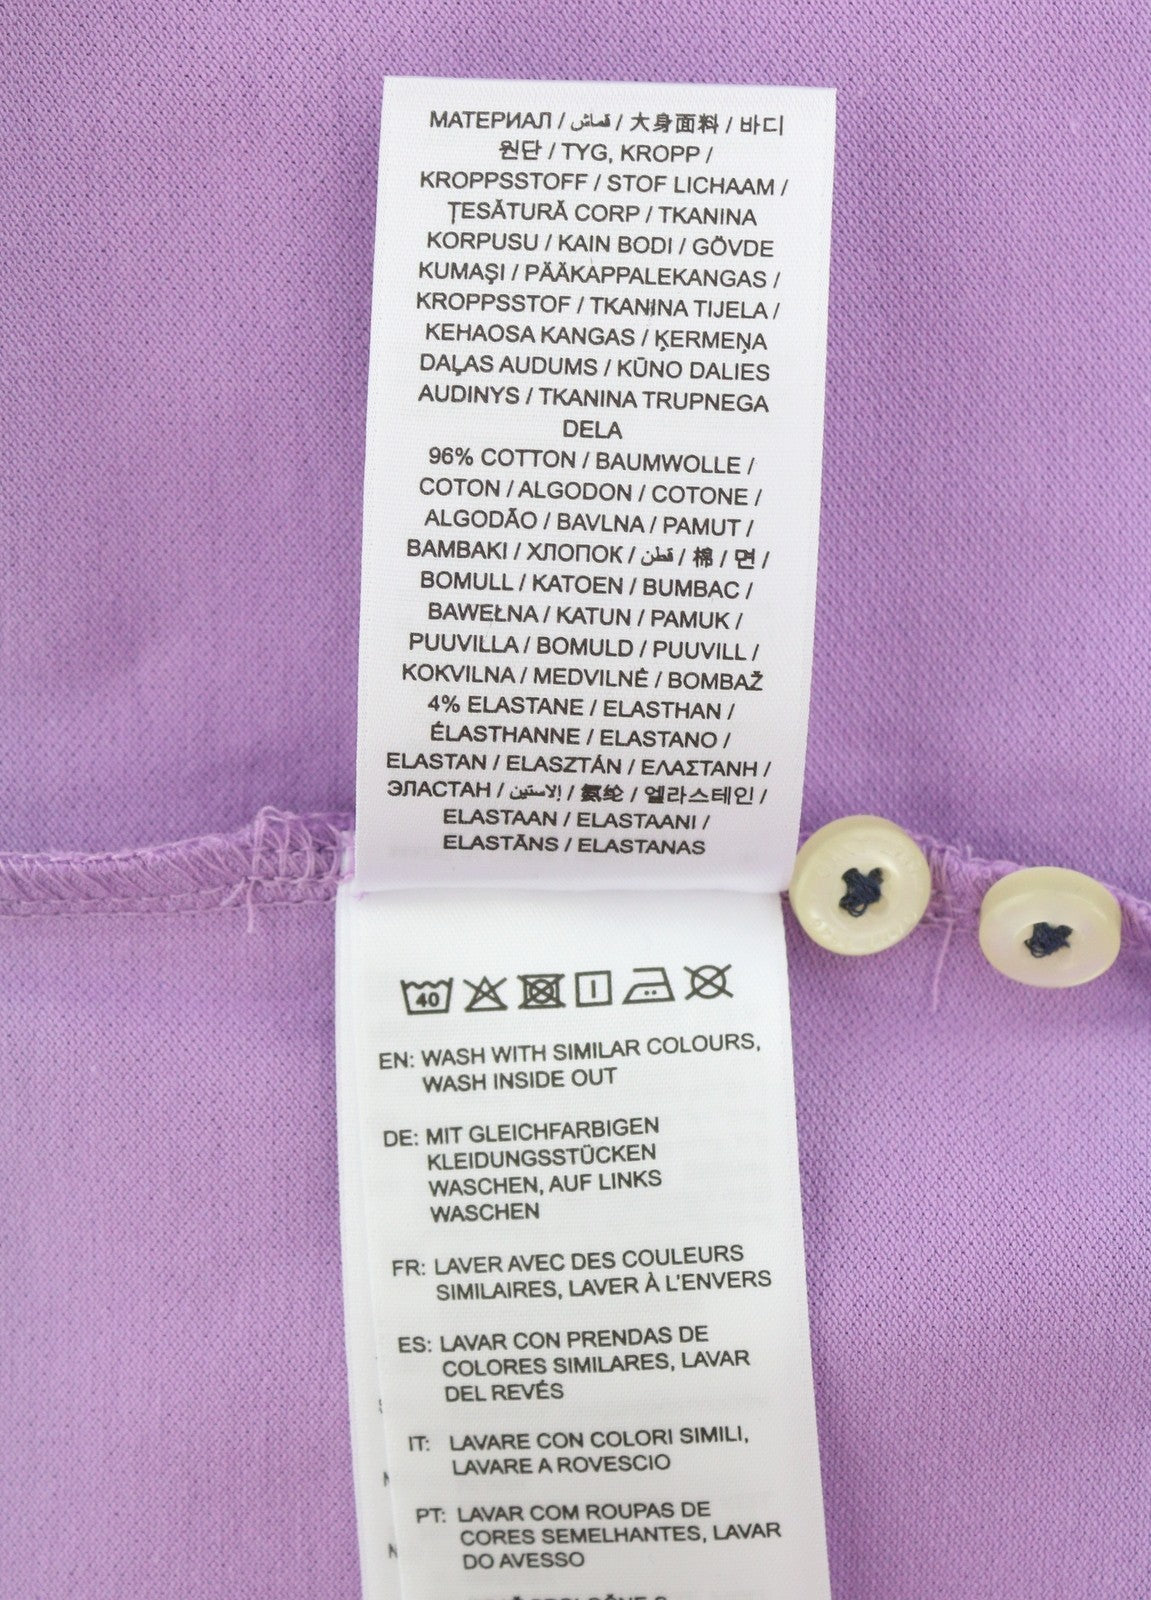 МАТЕРИАЛ / قماش / 大身面料 / 바디
원단 / TYG, KROPP /
KROPPSSTOFF / STOF LICHAAM /
ȚESĂTURĂ CORP / TKANINA
KORPUSU / KAIN BODI / GÖVDE
KUMAŞI / PÄÄKAPPALEKANGAS /
KROPPSSTOF / TKANINA TIJELA /
KEHAOSA KANGAS / ĶERMEŅA
DAĻAS AUDUMS / KŪNO DALIES
AUDINYS / TKANINA TRUPNEGA
DELA
96% COTTON / BAUMWOLLE /
COTON / ALGODON / COTONE /
ALGODÃO / BAVLNA / PAMUT /
BAMBAKI / ХЛОПОК / قطن / 棉 / 면 /
BOMULL / KATOEN / BUMBAC /
BAWEŁNA / KATUN / PAMUK /
PUUVILLA / BOMULD / PUUVILL /
KOKVILNA / MEDVILNĖ / BOMBAŽ
4% ELASTANE / ELASTHAN /
ÉLASTHANNE / ELASTANO /
ELASTAN / ELASZTÁN / ΕΛΑΣΤΑΝΗ /
ЭЛАСТАН / الاستين / 氨纶 / 엘라스테인 /
ELASTAAN / ELASTAANI /
ELASTĀNS / ELASTANAS
40
EN: WASH WITH SIMILAR COLOURS,
WASH INSIDE OUT
DE: MIT GLEICHFARBIGEN
KLEIDUNGSSTÜCKEN
WASCHEN, AUF LINKS
WASCHEN
FR: LAVER AVEC DES COULEURS
SIMILAIRES, LAVER À L'ENVERS
ES: LAVAR CON PRENDAS DE
COLORES SIMILARES, LAVAR
DEL REVÉS
IT: LAVARE CON COLORI SIMILI,
LAVARE A ROVESCIO
PT: LAVAR COM ROUPAS DE
CORES SEMELHANTES, LAVAR
DO AVESSO